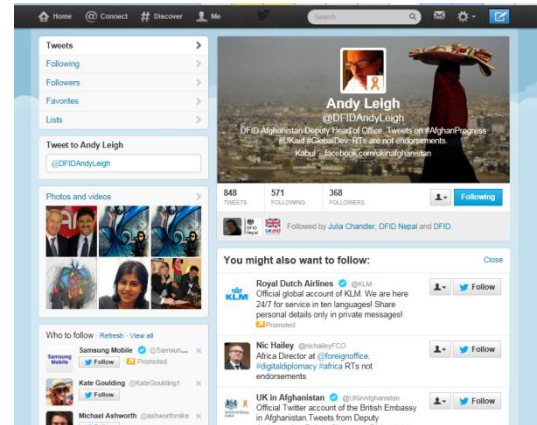 Home @ Connect # Discover Me Search
Tweets
Following
Followers
Favorites
Lists
Tweet to Andy Leigh
@DFIDAndyLeigh
Photos and videos
Who to follow · Refresh · View all
Samsung Mobile
Samsung Mobile @Samsun...
Follow Promoted
Kate Goulding @KateGoulding1
Follow
Michael Ashworth @ashworthmike
Andy Leigh
@DFIDAndyLeigh
DFID Afghanistan Deputy Head of Office. Tweets on #AfghanProgress
#UKaid #GlobalDev. RTs are not endorsements.
Kabul · facebook.com/ukinafghanistan
848 TWEETS
571 FOLLOWING
368 FOLLOWERS
Following
DFID Nepal
UKaid
Followed by Julia Chandler, DFID Nepal and DFID.
You might also want to follow: Close
KLM
Royal Dutch Airlines @KLM
Official global account of KLM. We are here
24/7 for service in ten languages! Share
personal details only in private messages!
Promoted
Follow
Nic Hailey @nichaileyFCO
Africa Director at @foreignoffice.
#digitaldiplomacy #africa RTs not
endorsements
Follow
UK in Afghanistan @UKinAfghanistan
Official Twitter account of the British Embassy
in Afghanistan.Tweets from Deputy
Follow